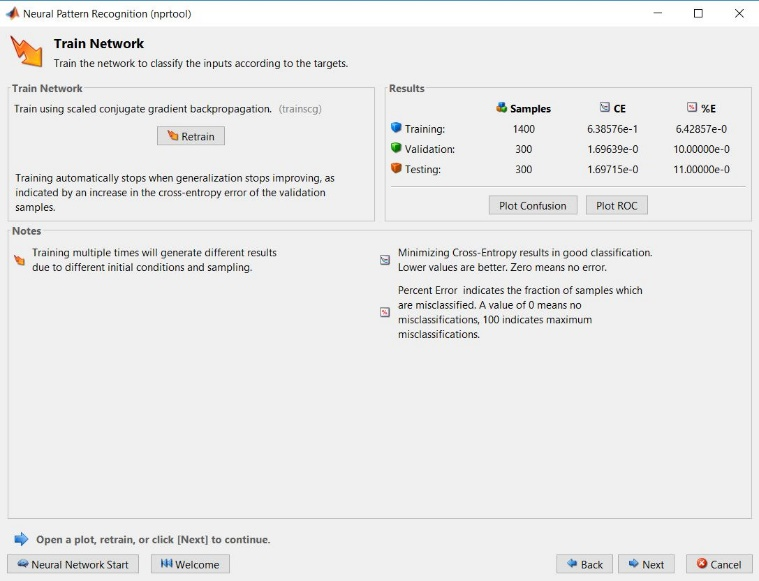 Neural Pattern Recognition (nprtool)
Train Network
Train the network to classify the inputs according to the targets.
Train Network
Train using scaled conjugate gradient backpropagation. (trainscg)
Retrain
Training automatically stops when generalization stops improving, as
indicated by an increase in the cross-entropy error of the validation
samples.
Results
Samples CE %E
Training: 1400 6.38576e-1 6.42857e-0
Validation: 300 1.69639e-0 10.00000e-0
Testing: 300 1.69715e-0 11.00000e-0
Plot Confusion Plot ROC
Notes
Training multiple times will generate different results
due to different initial conditions and sampling.
Minimizing Cross-Entropy results in good classification.
Lower values are better. Zero means no error.
Percent Error indicates the fraction of samples which
are misclassified. A value of 0 means no
misclassifications, 100 indicates maximum
misclassifications.
Open a plot, retrain, or click [Next] to continue.
Neural Network Start Welcome Back Next Cancel